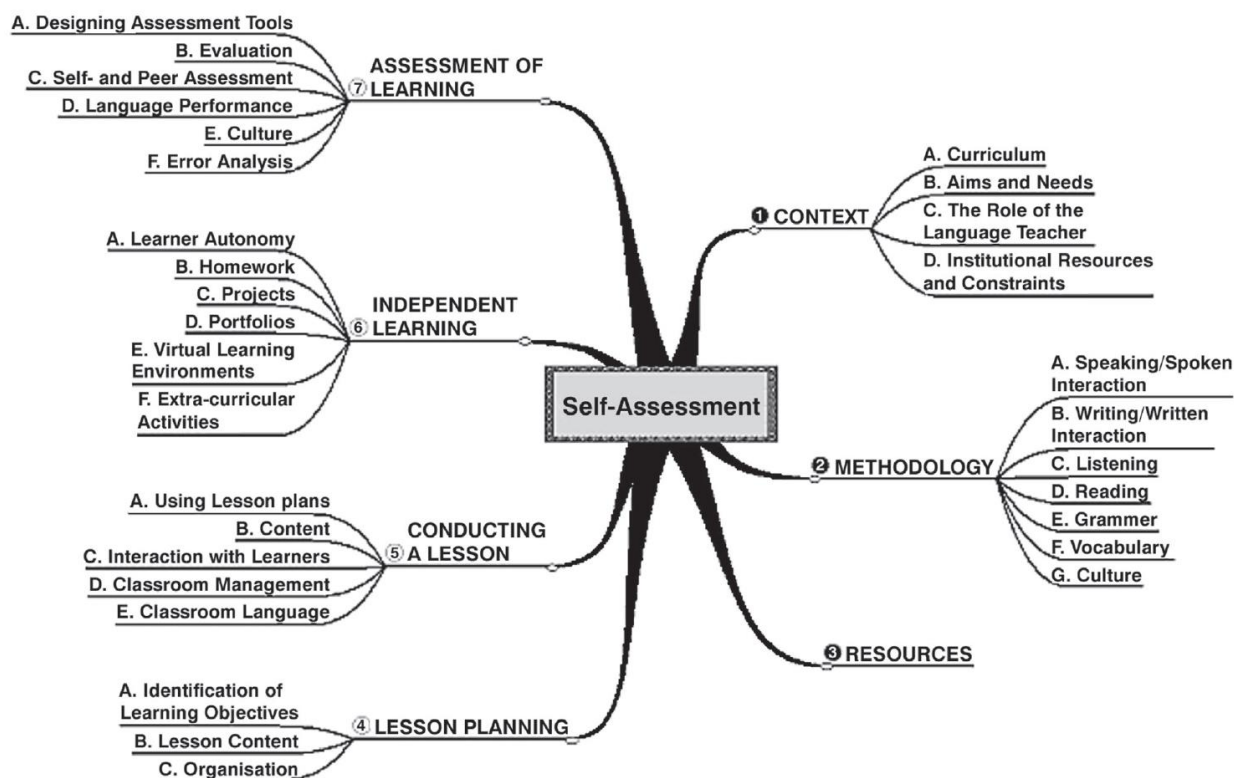 Self-Assessment
❶ CONTEXT
A. Curriculum
B. Aims and Needs
C. The Role of the
Language Teacher
D. Institutional Resources
and Constraints
❷ METHODOLOGY
A. Speaking/Spoken
Interaction
B. Writing/Written
Interaction
C. Listening
D. Reading
E. Grammer
F. Vocabulary
G. Culture
❸ RESOURCES
④ LESSON PLANNING
A. Identification of
Learning Objectives
B. Lesson Content
C. Organisation
⑤ CONDUCTING
A LESSON
A. Using Lesson plans
B. Content
C. Interaction with Learners
D. Classroom Management
E. Classroom Language
⑥ INDEPENDENT
LEARNING
A. Learner Autonomy
B. Homework
C. Projects
D. Portfolios
E. Virtual Learning
Environments
F. Extra-curricular
Activities
⑦ ASSESSMENT OF
LEARNING
A. Designing Assessment Tools
B. Evaluation
C. Self- and Peer Assessment
D. Language Performance
E. Culture
F. Error Analysis